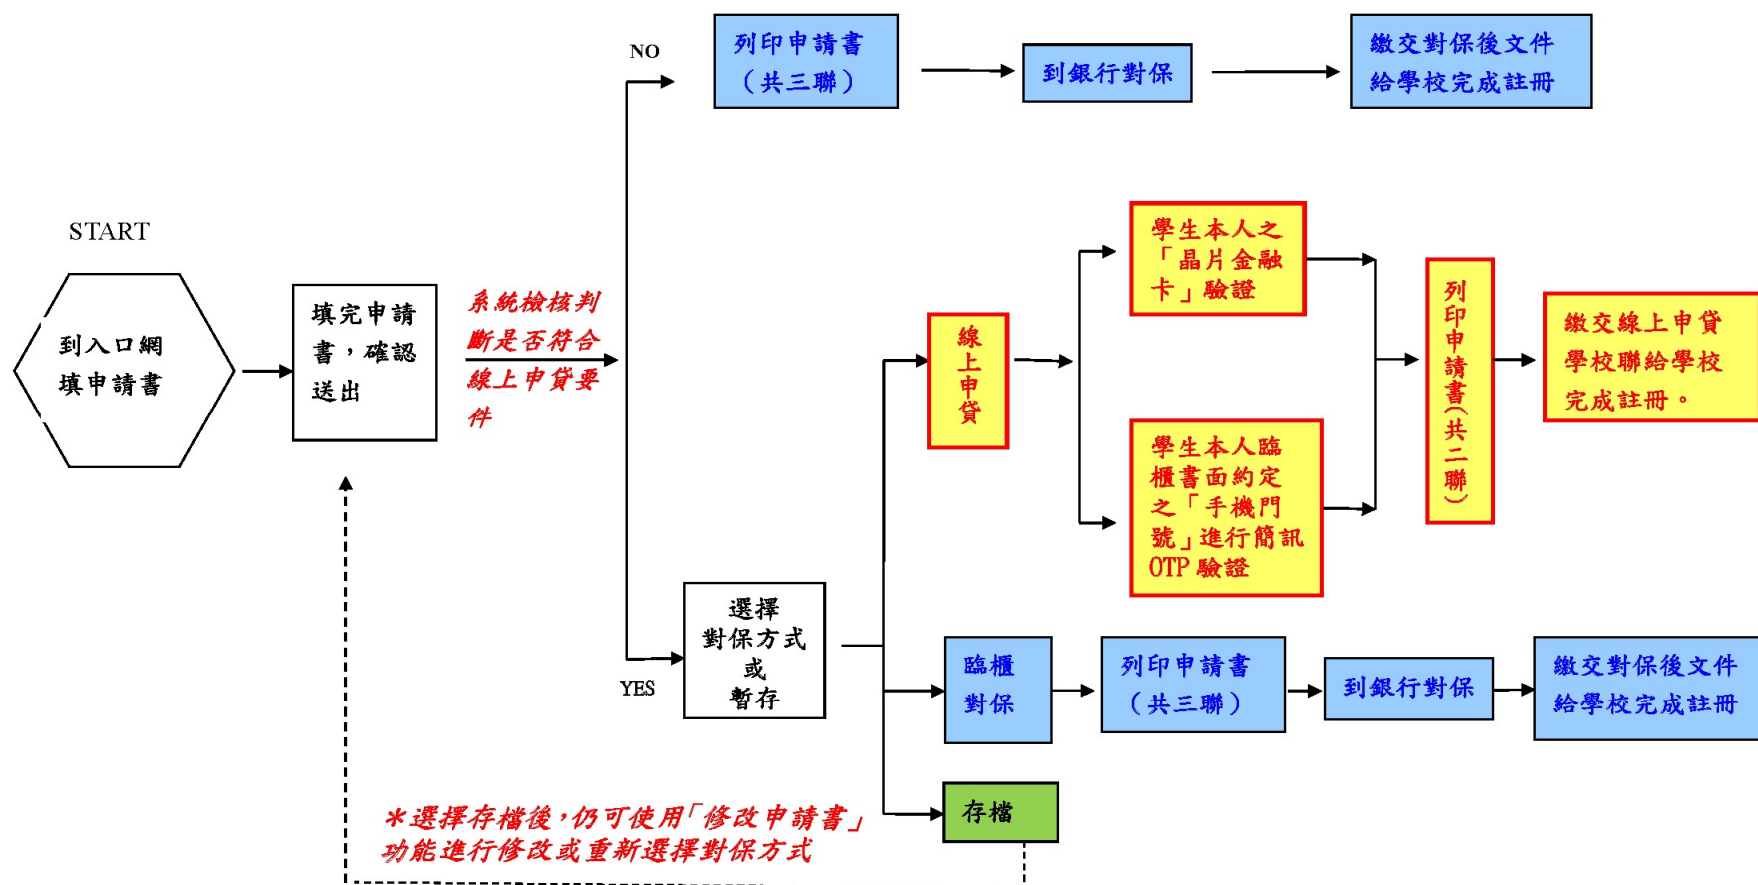 NO
列印申請書
（共三聯）
到銀行對保
繳交對保後文件
給學校完成註冊
START
到入口網
填申請書
填完申請
書，確認
送出
系統檢核判
斷是否符合
線上申貸要
件
線
上
申
貸
學生本人之
「晶片金融
卡」驗證
學生本人臨
櫃書面約定
之「手機門
號」進行簡訊
OTP 驗證
列
印
申
請
書
(
共
二
聯
)
繳交線上申貸
學校聯給學校
完成註冊。
YES
選擇
對保方式
或
暫存
臨櫃
對保
列印申請書
（共三聯）
到銀行對保
繳交對保後文件
給學校完成註冊
存檔
＊選擇存檔後，仍可使用「修改申請書」
功能進行修改或重新選擇對保方式